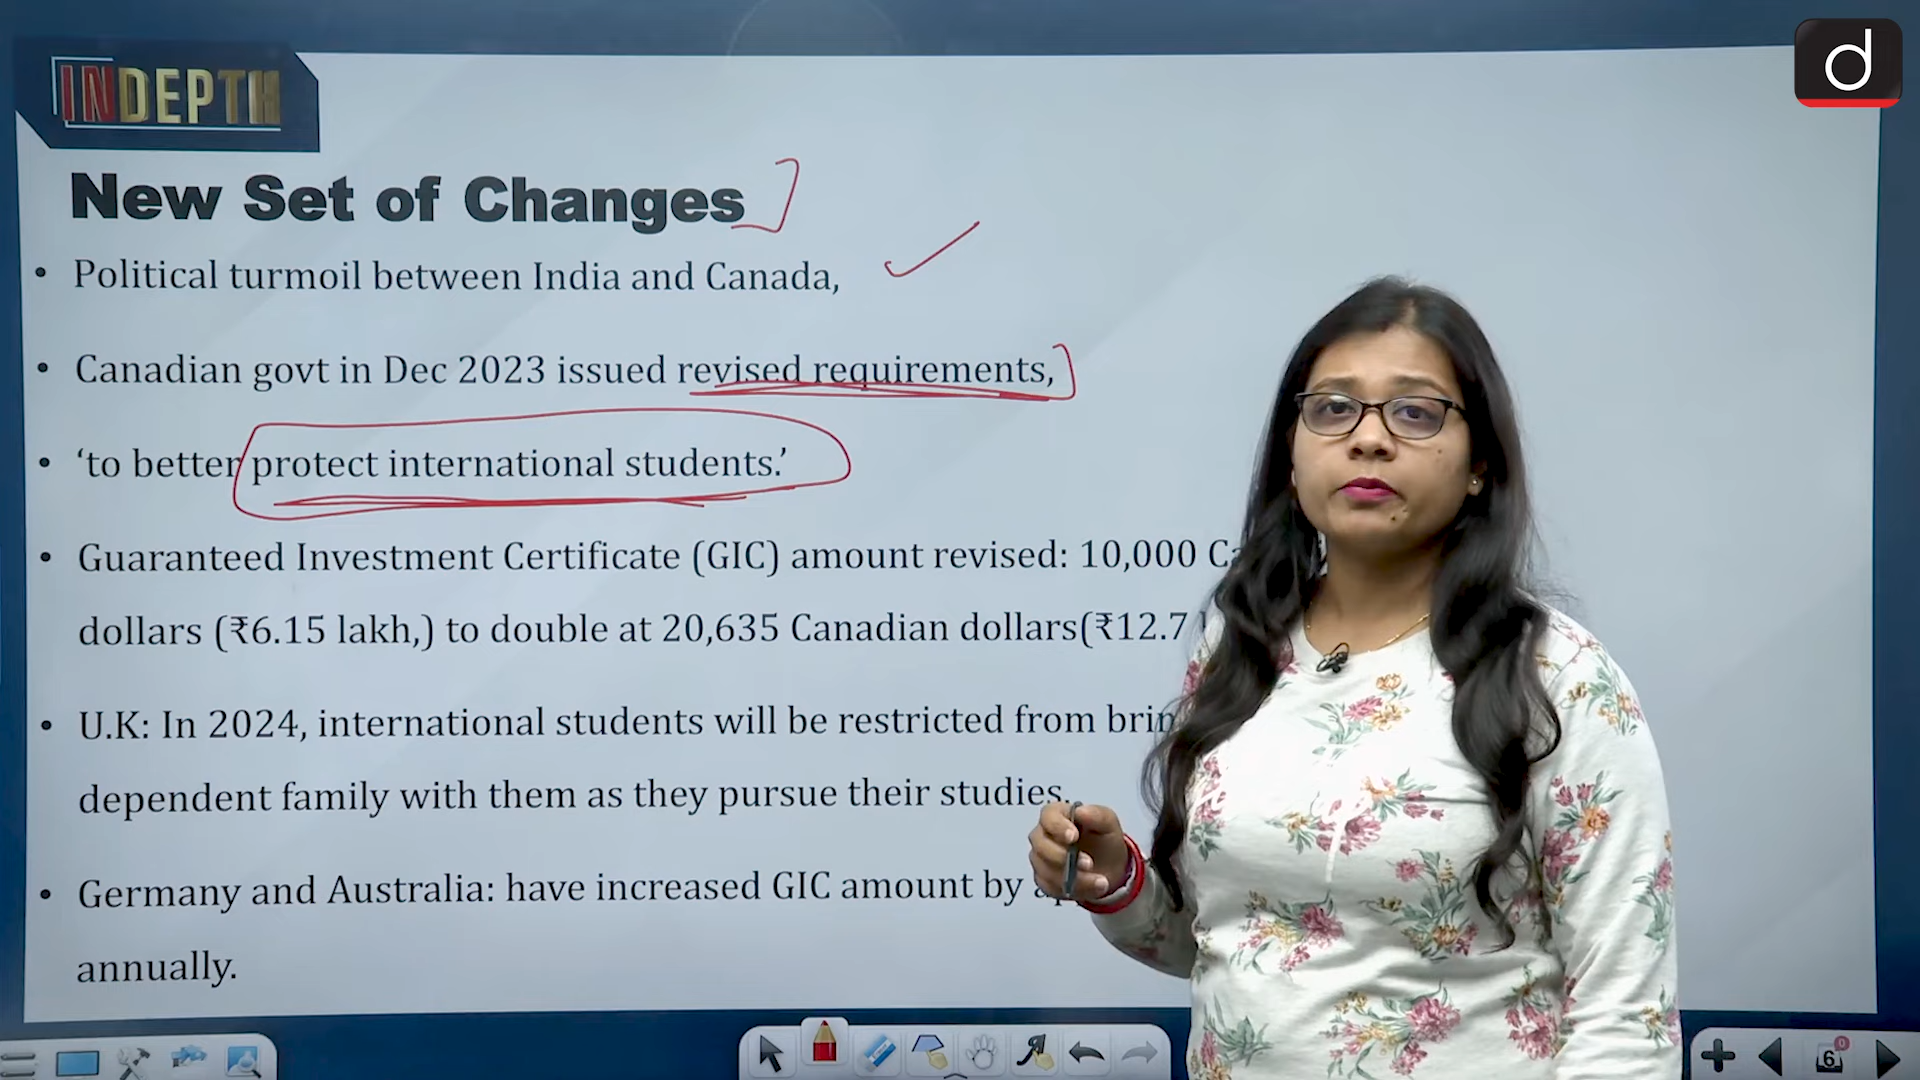 d
INDEPTH
New Set of Changes
• Political turmoil between India and Canada,
• Canadian govt in Dec 2023 issued revised requirements,
• ‘to better protect international students.’
• Guaranteed Investment Certificate (GIC) amount revised: 10,000
dollars (₹6.15 lakh,) to double at 20,635 Canadian dollars(₹12.7
• U.K: In 2024, international students will be restricted from
dependent family with them as they pursue their studies.
• Germany and Australia: have increased GIC amount by
annually.
6
0